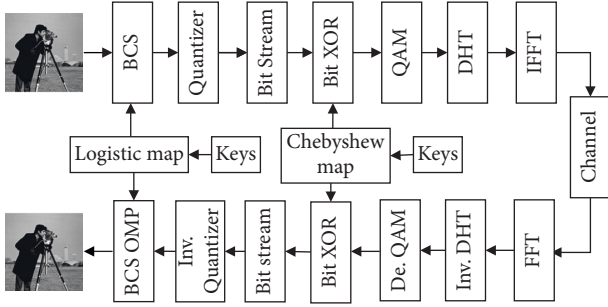 BCS
Quantizer
Bit Stream
Bit XOR
QAM
DHT
IFFT
Channel
Logistic map
Keys
Chebyshew
map
Keys
BCS OMP
Inv.
Quantizer
Bit stream
Bit XOR
De. QAM
Inv. DHT
FFT